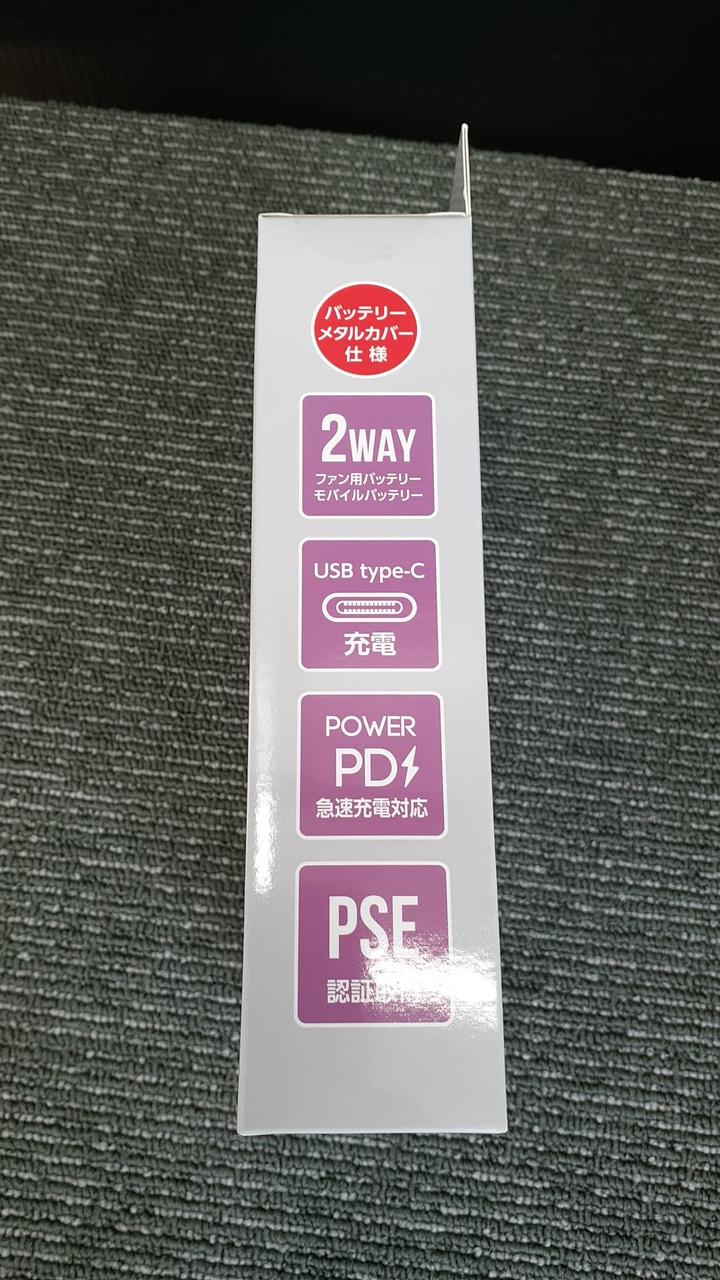 バッテリー
メタルカバー
仕様
2WAY
ファン用バッテリー
モバイルバッテリー
USB type-C
充電
POWER
PD
急速充電対応
PSE
認証